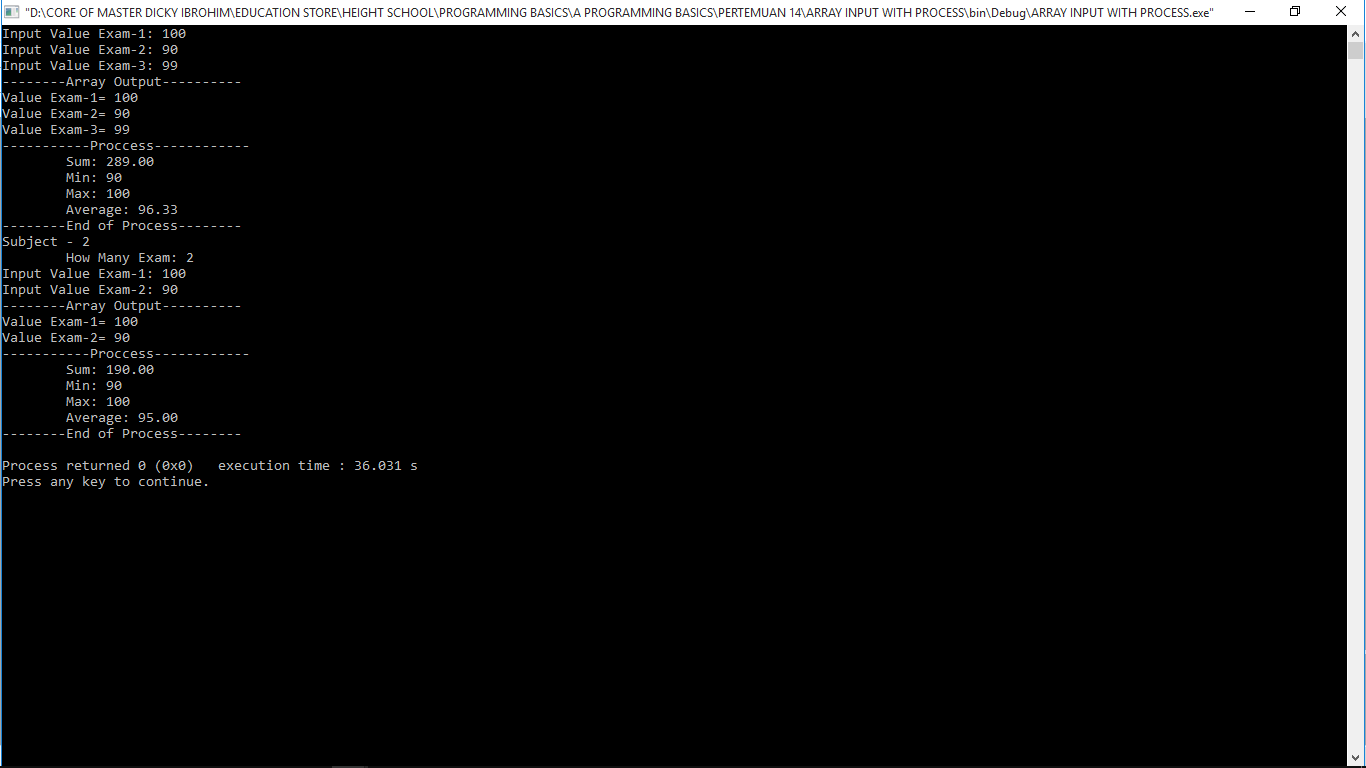 "D:\CORE OF MASTER DICKY IBROHIM\EDUCATION STORE\HEIGHT SCHOOL\PROGRAMMING BASICS\A PROGRAMMING BASICS\PERTEMUAN 14\ARRAY INPUT WITH PROCESS\bin\Debug\ARRAY INPUT WITH PROCESS.exe"
Input Value Exam-1: 100
Input Value Exam-2: 90
Input Value Exam-3: 99
--------Array Output----------
Value Exam-1= 100
Value Exam-2= 90
Value Exam-3= 99
-----------Proccess------------
        Sum: 289.00
        Min: 90
        Max: 100
        Average: 96.33
--------End of Process--------
Subject - 2
        How Many Exam: 2
Input Value Exam-1: 100
Input Value Exam-2: 90
--------Array Output----------
Value Exam-1= 100
Value Exam-2= 90
-----------Proccess------------
        Sum: 190.00
        Min: 90
        Max: 100
        Average: 95.00
--------End of Process--------

Process returned 0 (0x0)   execution time : 36.031 s
Press any key to continue.